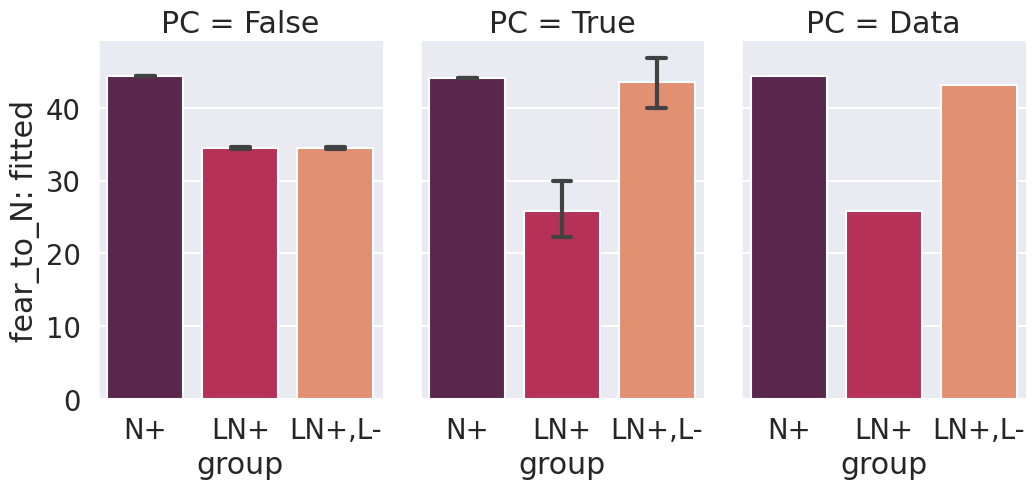 PC = False
PC = True
PC = Data
fear_to_N: fitted
40
30
20
10
0
N+ LN+ LN+,L-
group
N+ LN+ LN+,L-
group
N+ LN+ LN+,L-
group